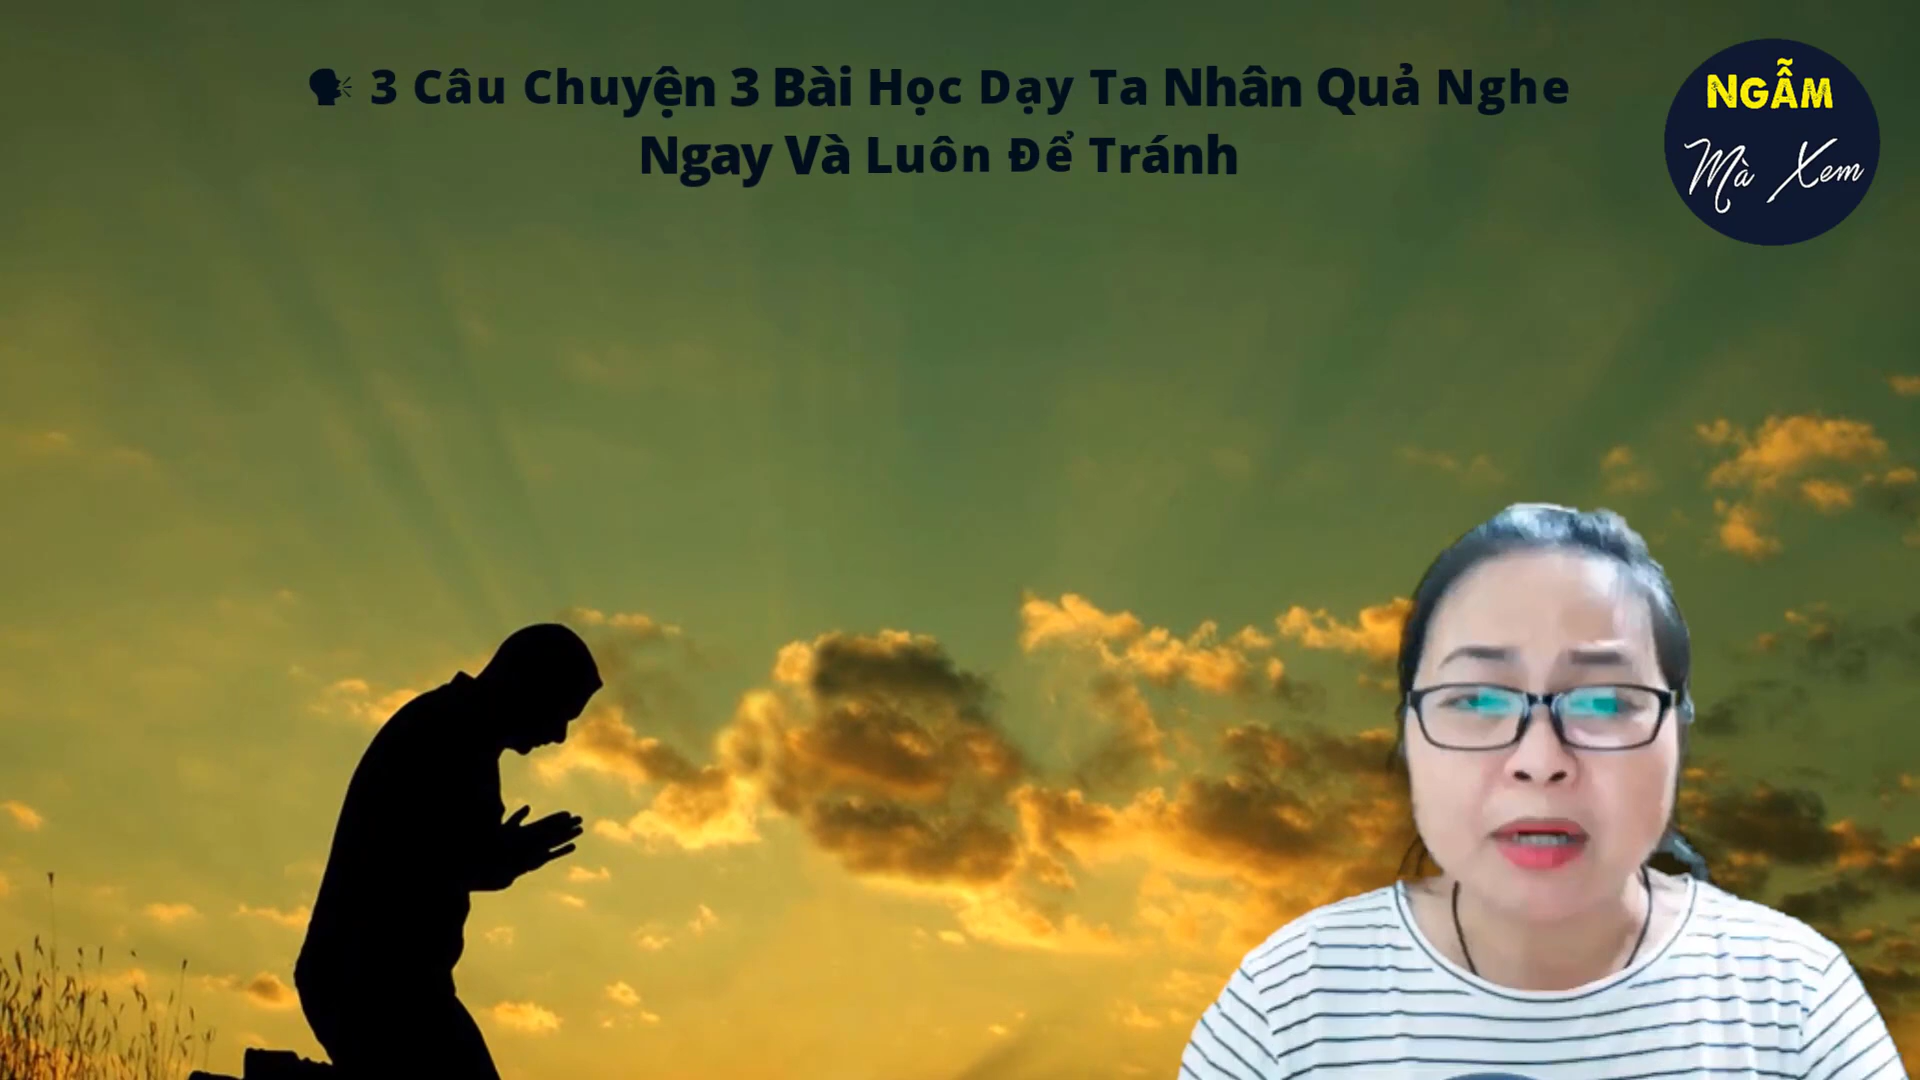 🗣 3 Câu Chuyện 3 Bài Học Dạy Ta Nhân Quả Nghe
Ngay Và Luôn Để Tránh
NGẪM
Mà Xem